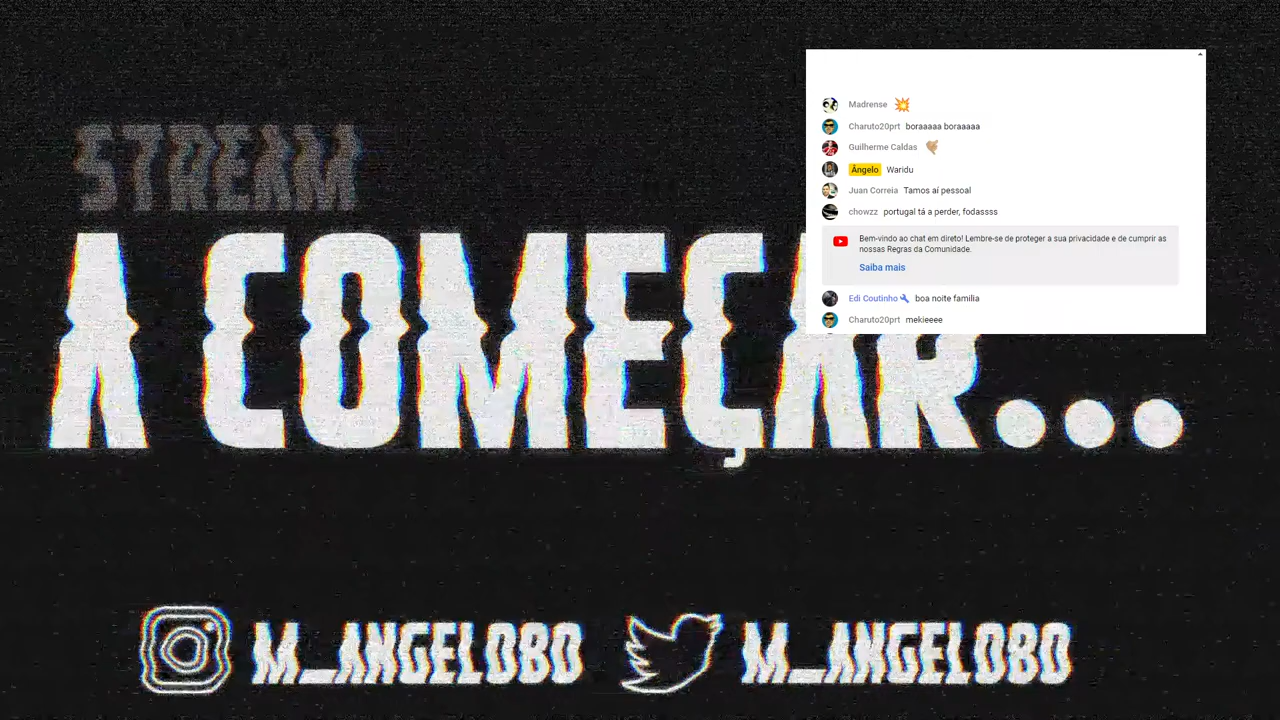 STREAM
A COMEÇAR...
Madrense
Charuto20prt boraaaaa boraaaaa
Guilherme Caldas
Ângelo Waridu
Juan Correia Tamos aí pessoal
chowzz portugal tá a perder, fodassss
Bem-vindo ao chat em direto! Lembre-se de proteger a sua privacidade e de cumprir as
nossas Regras da Comunidade.
Saiba mais
Edi Coutinho boa noite familia
Charuto20prt mekieeee
M_ANGELOBO M_ANGELOBO